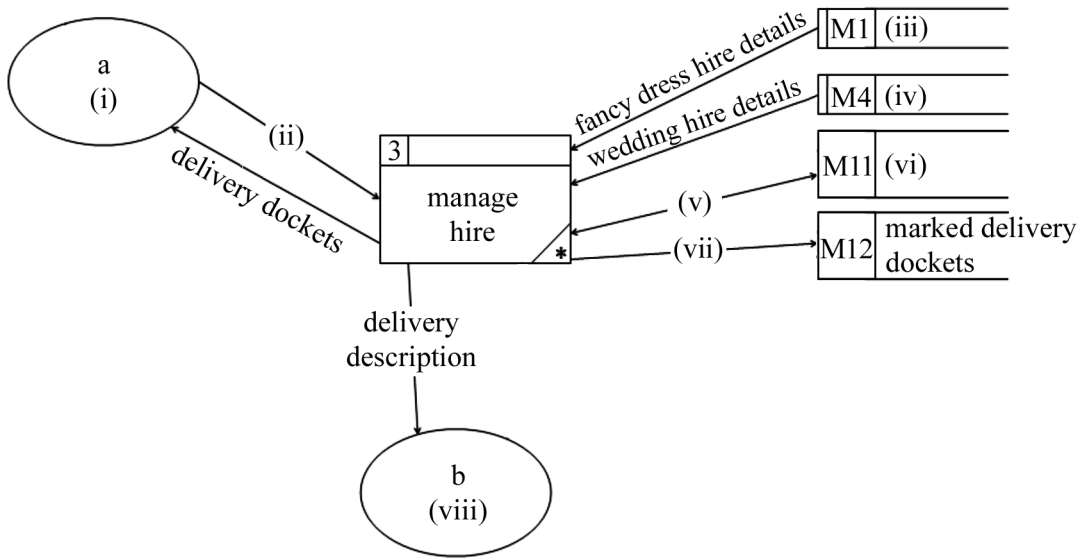 a
(i)
(ii)
delivery dockets
3
manage
hire
*
fancy dress hire details
wedding hire details
(v)
(vii)
M1 (iii)
M4 (iv)
M11 (vi)
M12 marked delivery
dockets
delivery
description
b
(viii)